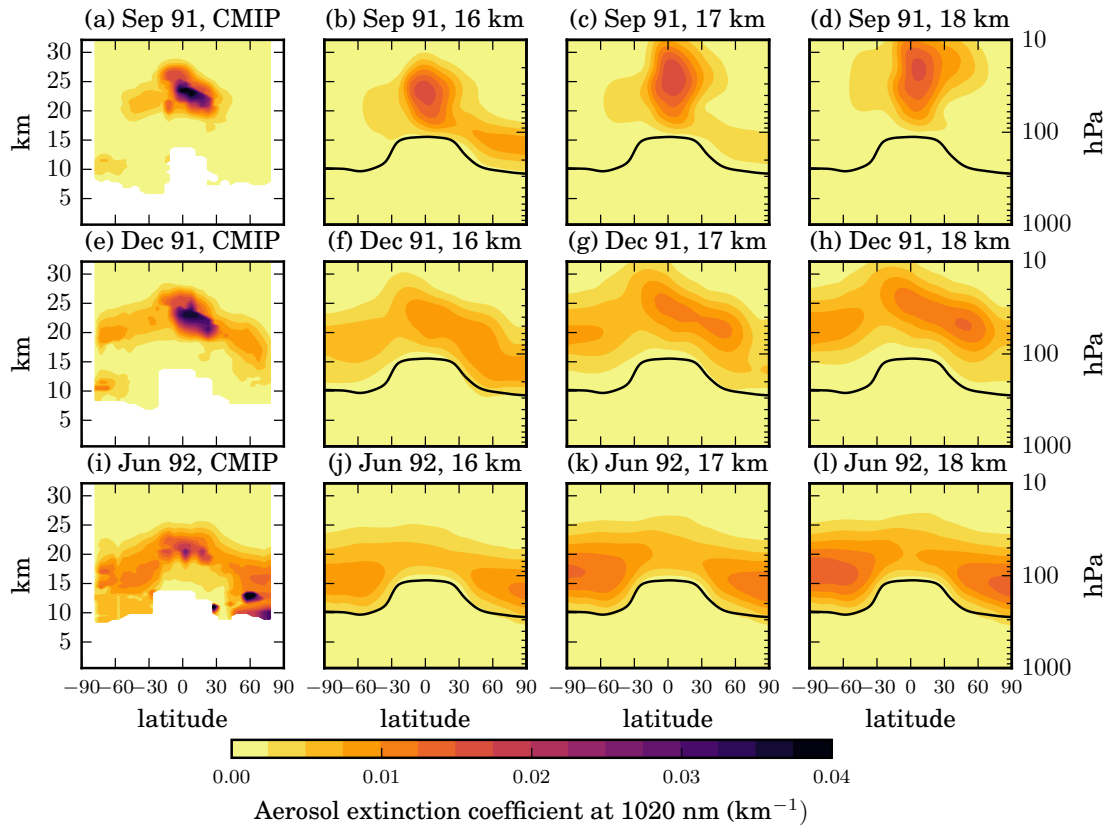 (a) Sep 91, CMIP (b) Sep 91, 16 km (c) Sep 91, 17 km (d) Sep 91, 18 km
30
25
20
15
10
5
km
10
100
1000
hPa
(e) Dec 91, CMIP (f) Dec 91, 16 km (g) Dec 91, 17 km (h) Dec 91, 18 km
30
25
20
15
10
5
km
10
100
1000
hPa
(i) Jun 92, CMIP (j) Jun 92, 16 km (k) Jun 92, 17 km (l) Jun 92, 18 km
30
25
20
15
10
5
km
10
100
1000
hPa
−90 −60 −30 0 30 60 90 −90 −60 −30 0 30 60 90 −90 −60 −30 0 30 60 90 −90 −60 −30 0 30 60 90
latitude latitude latitude latitude
0.00 0.01 0.02 0.03 0.04
Aerosol extinction coefficient at 1020 nm (km⁻¹)